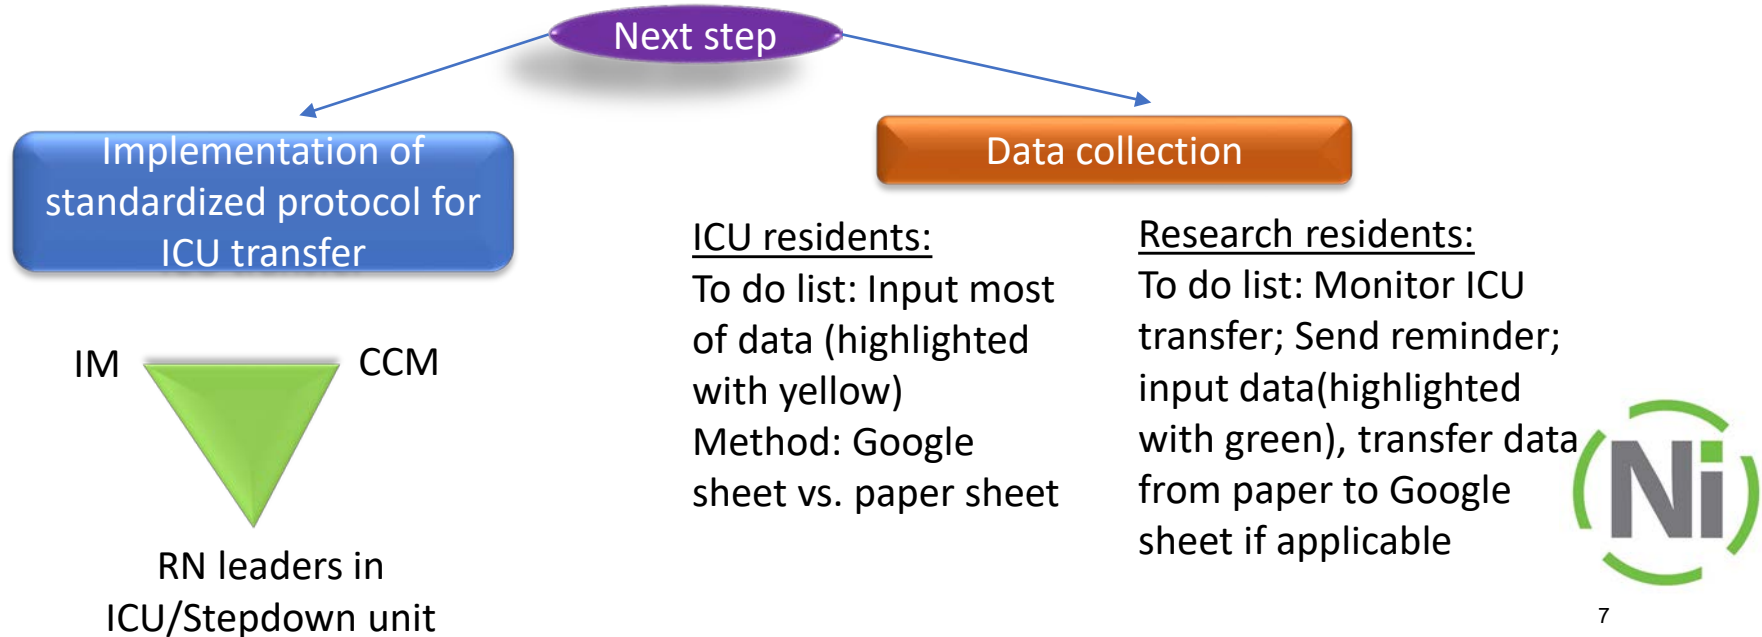 Next step
Implementation of
standardized protocol for
ICU transfer
IM
CCM
RN leaders in
ICU/Stepdown unit
Data collection
ICU residents:
To do list: Input most
of data (highlighted
with yellow)
Method: Google
sheet vs. paper sheet
Research residents:
To do list: Monitor ICU
transfer; Send reminder;
input data(highlighted
with green), transfer data
from paper to Google
sheet if applicable
Ni
7